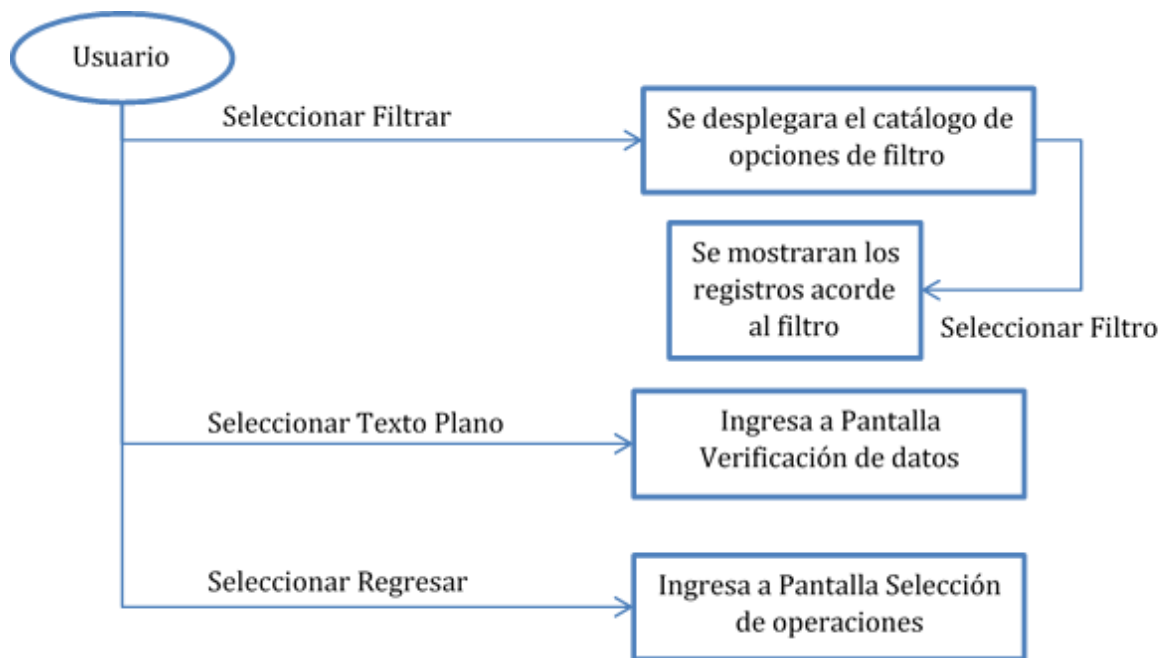 Usuario
Seleccionar Filtrar
Se desplegara el catálogo de
opciones de filtro
Se mostraran los
registros acorde
al filtro
Seleccionar Filtro
Seleccionar Texto Plano
Ingresa a Pantalla
Verificación de datos
Seleccionar Regresar
Ingresa a Pantalla Selección
de operaciones